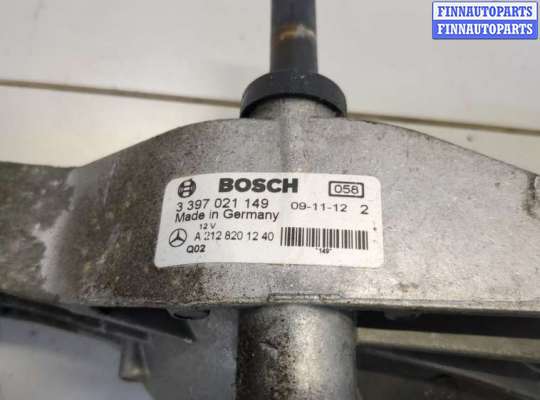 FINNAUTOPARTS
FINNAUTOPARTS
BOSCH 058
3 397 021 149 09-11-12 2
Made in Germany
12 V
A 212 820 12 40
Q02 "149"